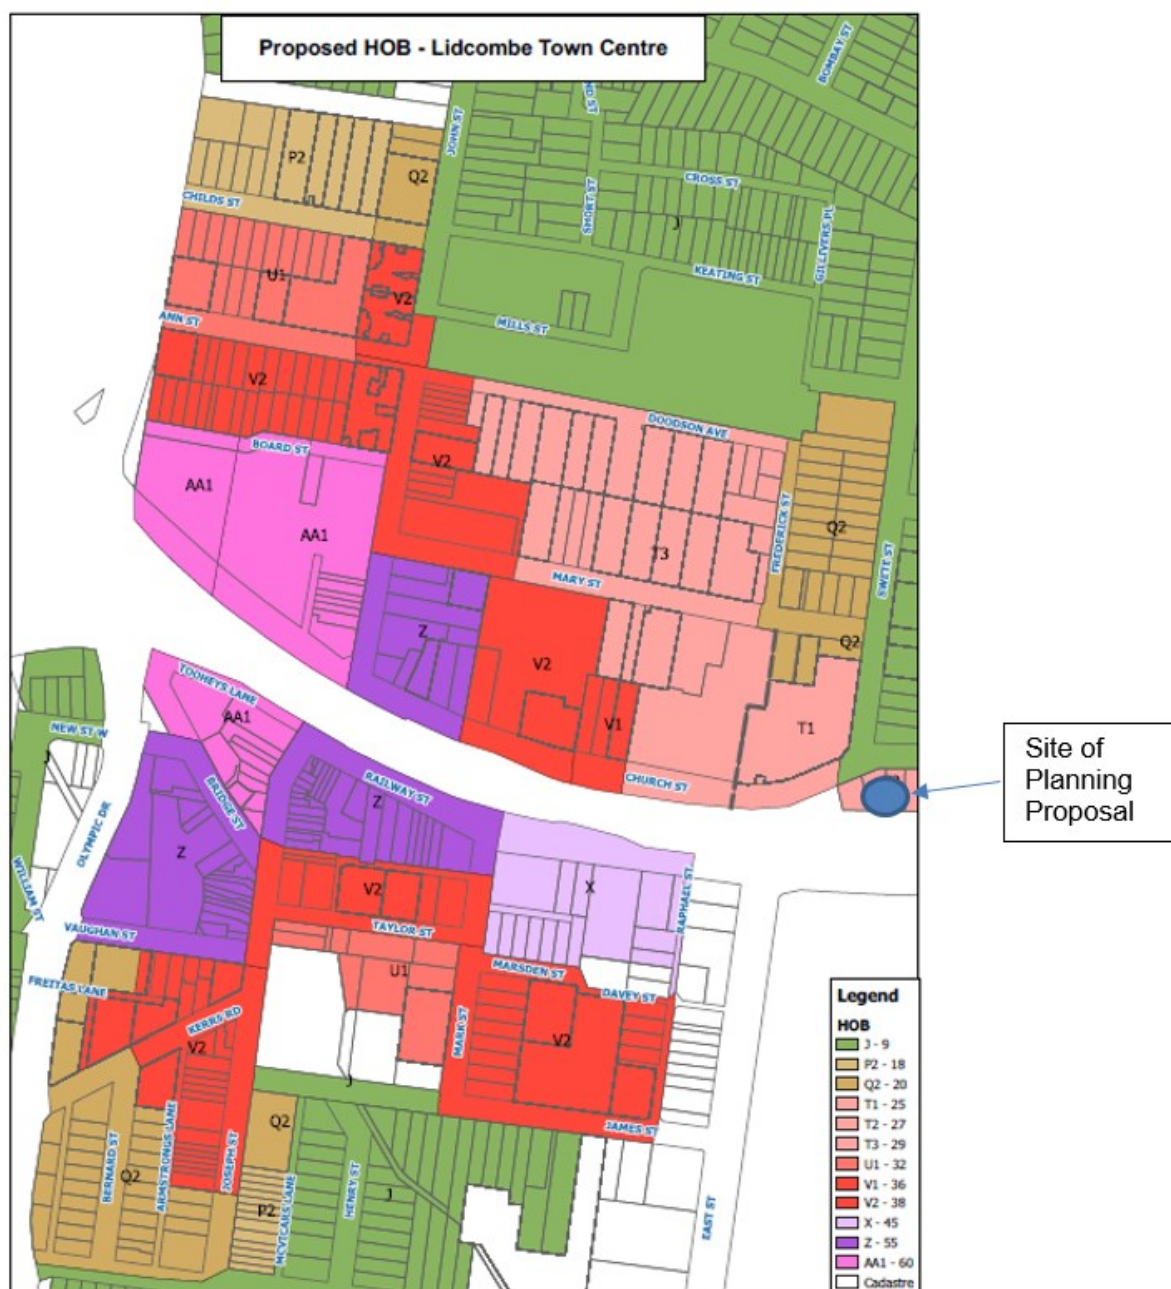 Proposed HOB - Lidcombe Town Centre
BOMBAY ST
JOHN ST
P2
Q2
CROSS ST
SHORT ST
CHILDS ST
J
GILLIVERS PL
KEATING ST
U1
V2
ANN ST
MILLS ST
V2
DOODSON AVE
BOARD ST
V2
AA1
AA1
FREDERICK ST
Q2
T3
SWETE ST
MARY ST
Z
Q2
V2
TOOHEYS LANE
AA1
V1
T1
NEW ST W
J
CHURCH ST
RAILWAY ST
Z
BRIDGE ST
OLYMPIC DR
Z
WILLIAM ST
V2
X
RAPHAEL ST
VAUGHAN ST
TAYLOR ST
FREITAS LANE
U1
MARSDEN ST
DAVEY ST
KERRS RD
V2
MARK ST
V2
J
Q2
JAMES ST
BERNARD ST
ARMSTRONGS LANE
JOSEPH ST
Q2
HENRY ST
J
P2
MCVICARS LANE
EAST ST
Site of
Planning
Proposal
Legend
HOB
J - 9
P2 - 18
Q2 - 20
T1 - 25
T2 - 27
T3 - 29
U1 - 32
V1 - 36
V2 - 38
X - 45
Z - 55
AA1 - 60
Cadastre